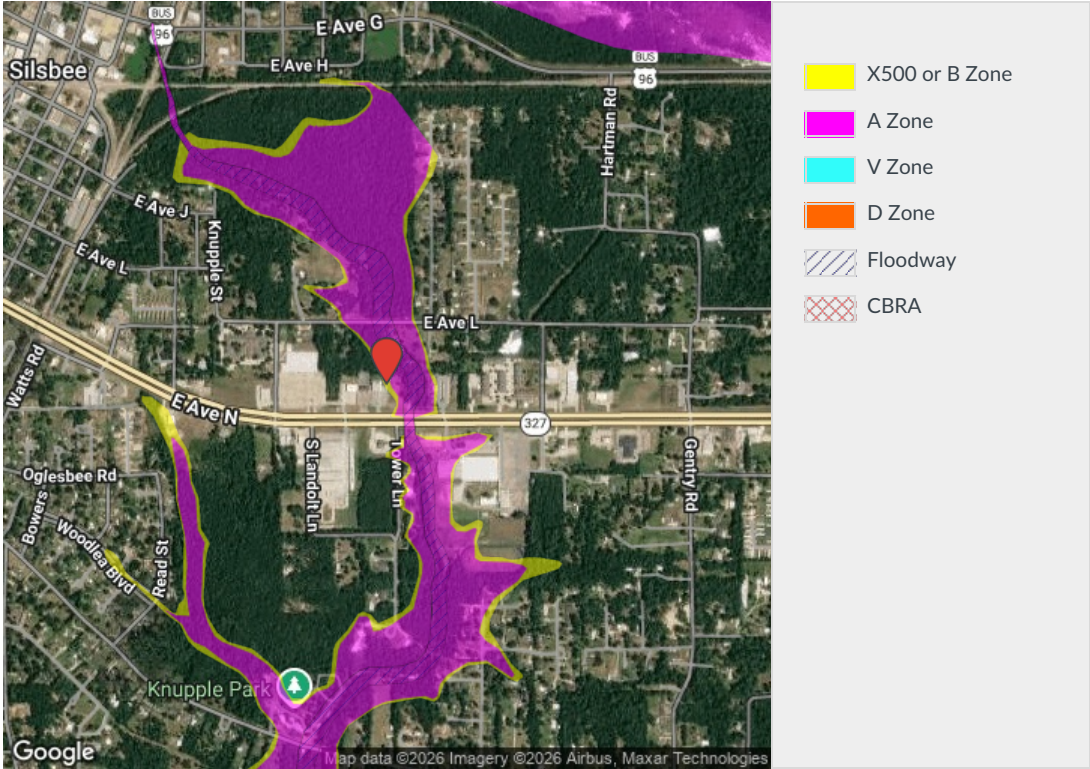 BUS
96
E Ave G
E Ave H
BUS
96
Silsbee
Hartman Rd
E Ave J
Knupple St
E Ave L
E Ave L
Watts Rd
E Ave N
327
Oglesbee Rd
Bowers
Woodlea Blvd
Read St
S Landolt Ln
Tower Ln
Gentry Rd
Knupple Park
Google
Map data ©2026 Imagery ©2026 Airbus, Maxar Technologies
X500 or B Zone
A Zone
V Zone
D Zone
Floodway
CBRA